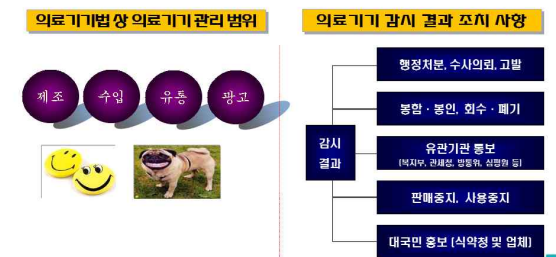 의료기기법 상 의료기기 관리 범위
제조
수입
유통
광고
의료기기 감시 결과 조치 사항
감시
결과
행정처분, 수사의뢰, 고발
봉함 · 봉인, 회수 · 폐기
유관기관 통보
(복지부, 관세청, 방통위, 심평원 등)
판매중지, 사용중지
대국민 홍보 (식약청 및 업체)